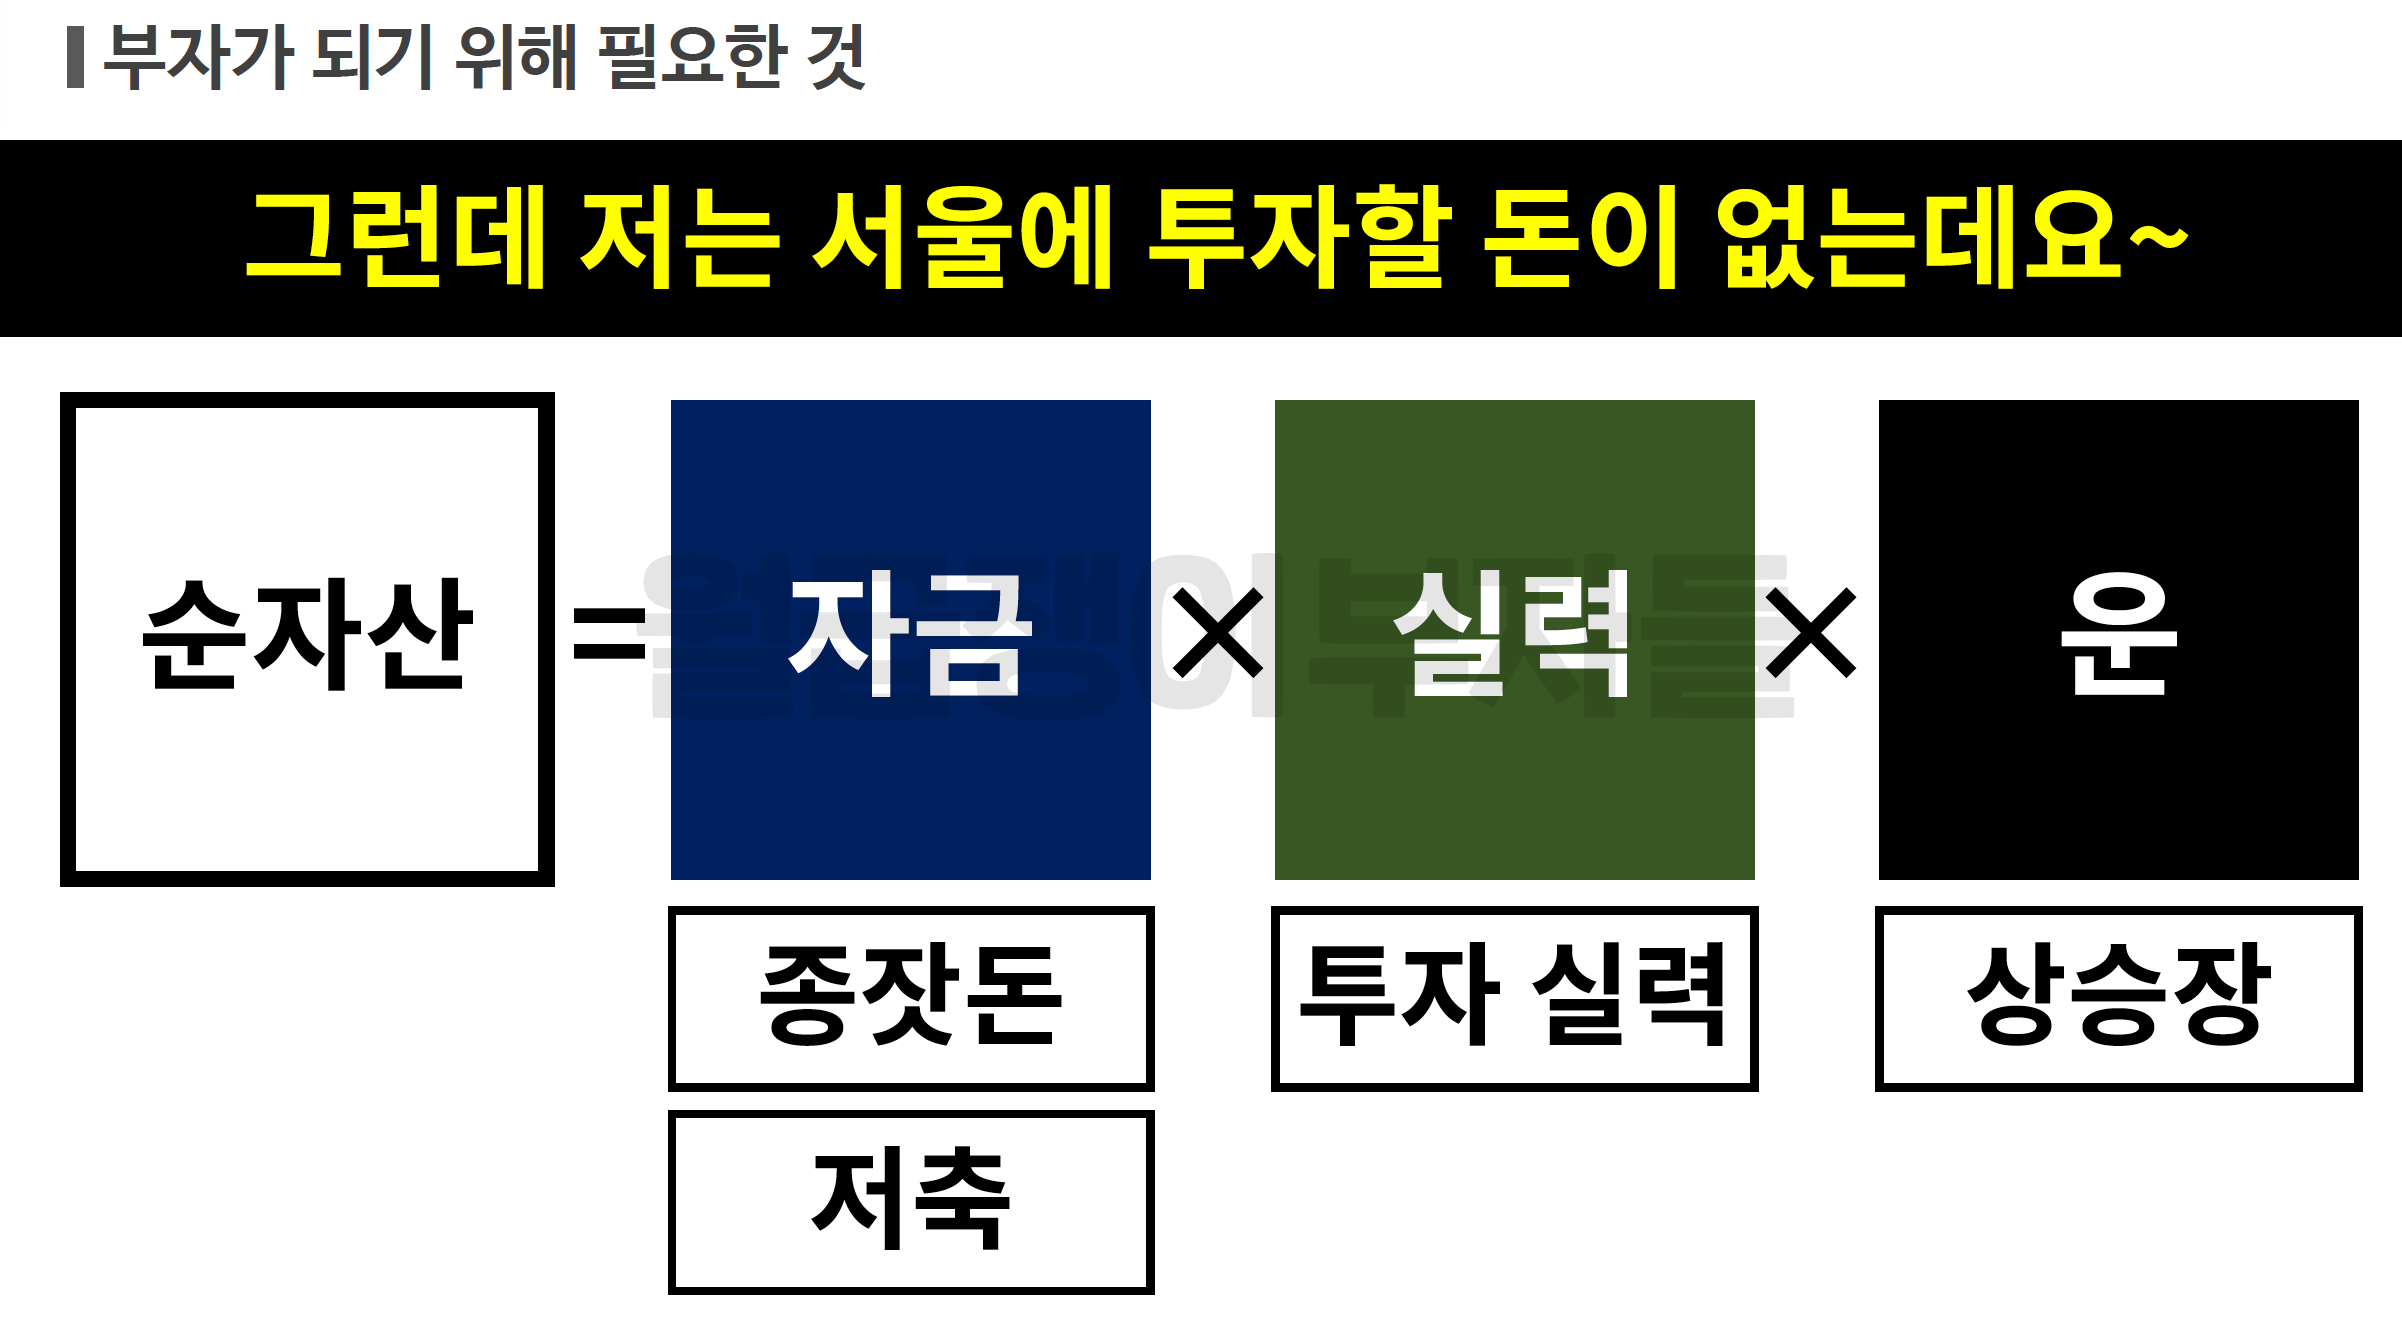 부자가 되기 위해 필요한 것
그런데 저는 서울에 투자할 돈이 없는데요~
순자산 = 자금 × 실력 × 운
월급쟁이부자들
종잣돈 투자 실력 상승장
저축